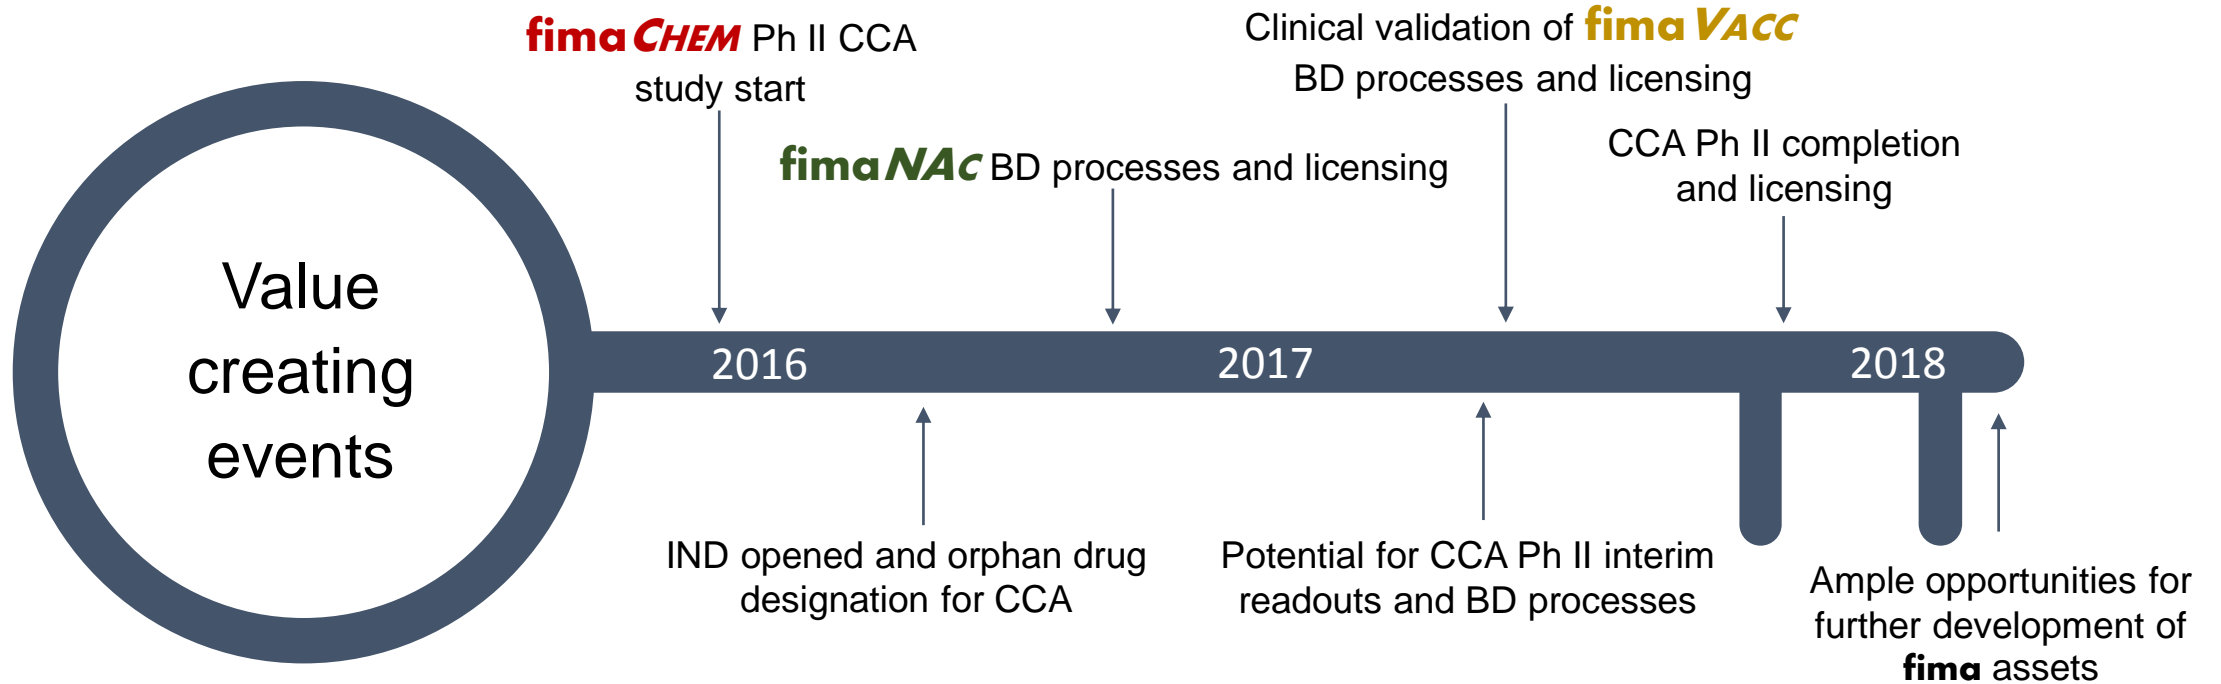 Value
creating
events
fimaCHEM Ph II CCA
study start
fimaNAc BD processes and licensing
Clinical validation of fimaVACC
BD processes and licensing
CCA Ph II completion
and licensing
2016
2017
2018
IND opened and orphan drug
designation for CCA
Potential for CCA Ph II interim
readouts and BD processes
Ample opportunities for
further development of
fima assets